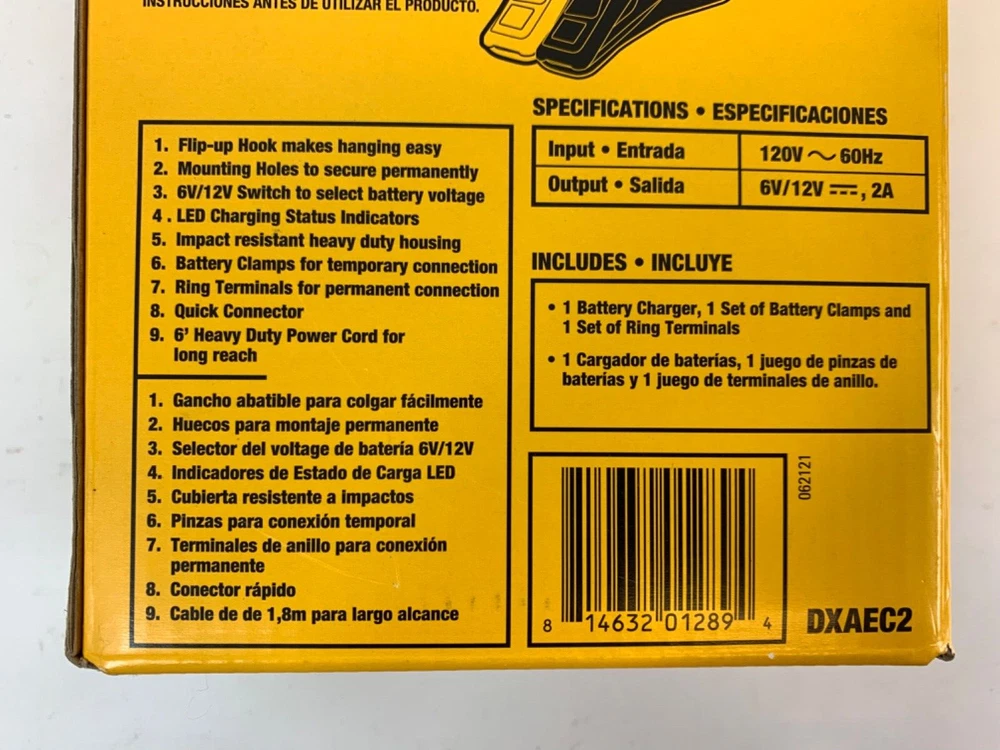 INSTRUCCIONES ANTES DE UTILIZAR EL PRODUCTO.
1. Flip-up Hook makes hanging easy
2. Mounting Holes to secure permanently
3. 6V/12V Switch to select battery voltage
4 . LED Charging Status Indicators
5. Impact resistant heavy duty housing
6. Battery Clamps for temporary connection
7. Ring Terminals for permanent connection
8. Quick Connector
9. 6' Heavy Duty Power Cord for
long reach
1. Gancho abatible para colgar fácilmente
2. Huecos para montaje permanente
3. Selector del voltage de batería 6V/12V
4. Indicadores de Estado de Carga LED
5. Cubierta resistente a impactos
6. Pinzas para conexión temporal
7. Terminales de anillo para conexión
permanente
8. Conector rápido
9. Cable de de 1,8m para largo alcance
SPECIFICATIONS • ESPECIFICACIONES
Input • Entrada 120V ~ 60Hz
Output • Salida 6V/12V ⎓, 2A
INCLUDES • INCLUYE
• 1 Battery Charger, 1 Set of Battery Clamps and
1 Set of Ring Terminals
• 1 Cargador de baterías, 1 juego de pinzas de
baterías y 1 juego de terminales de anillo.
062121
8 14632 01289 4
DXAEC2